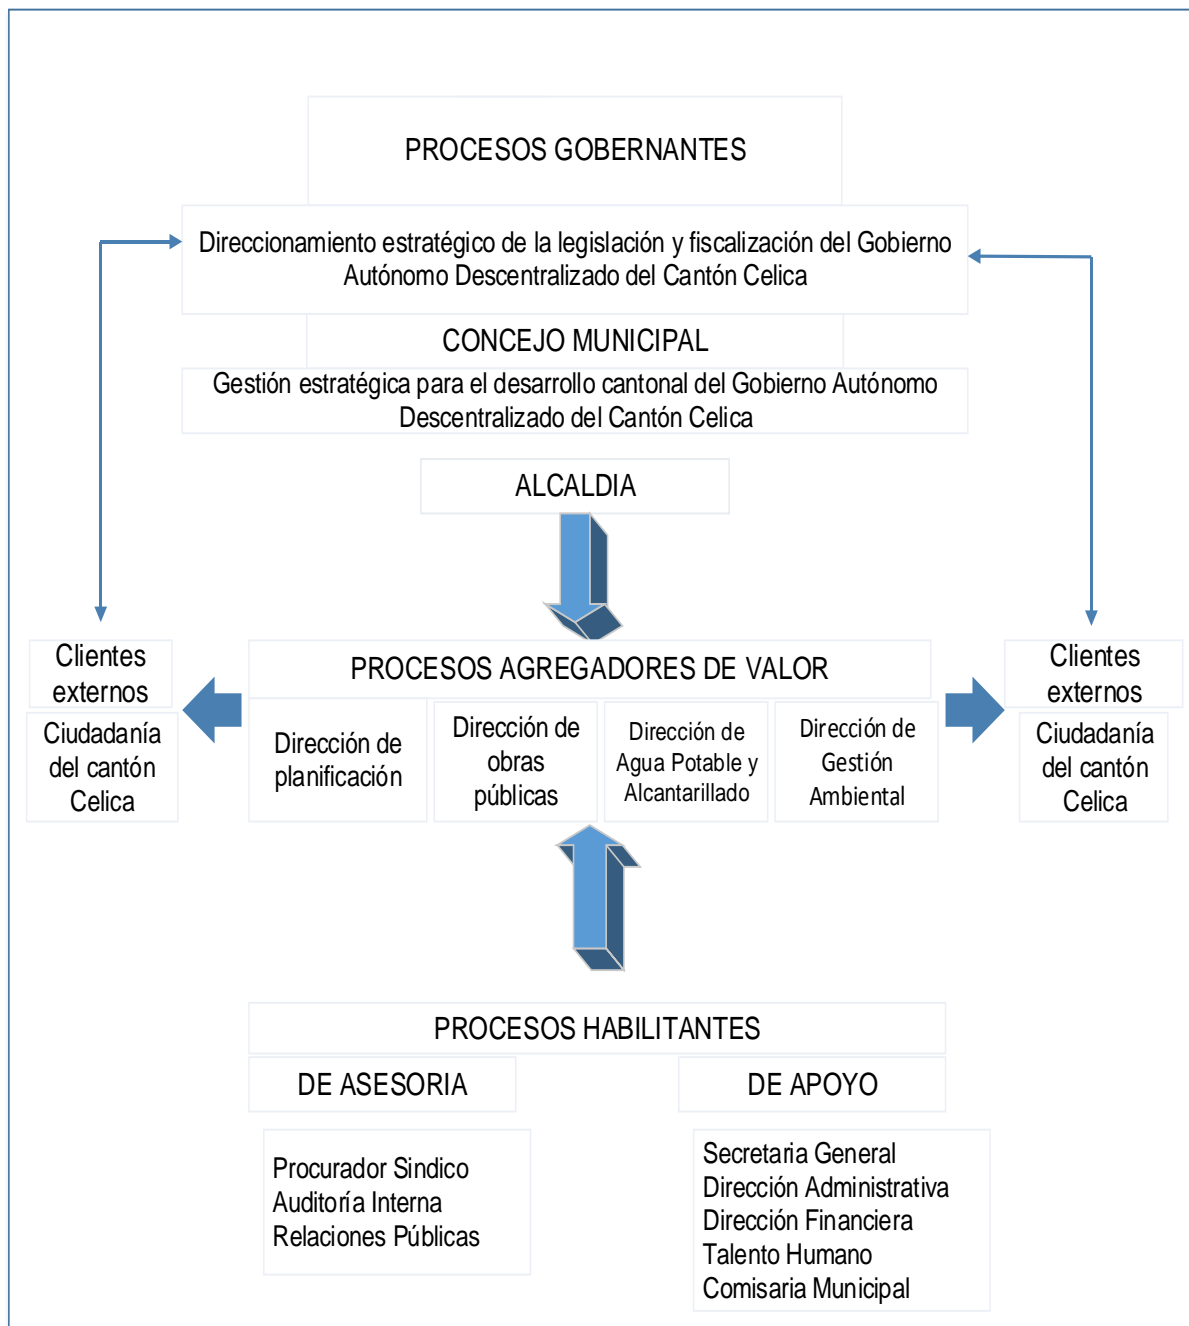 PROCESOS GOBERNANTES
Direccionamiento estratégico de la legislación y fiscalización del Gobierno
Autónomo Descentralizado del Cantón Celica
CONCEJO MUNICIPAL
Gestión estratégica para el desarrollo cantonal del Gobierno Autónomo
Descentralizado del Cantón Celica
ALCALDIA
Clientes
externos
Ciudadanía
del cantón
Celica
PROCESOS AGREGADORES DE VALOR
Dirección de
planificación
Dirección de
obras
públicas
Dirección de
Agua Potable y
Alcantarillado
Dirección de
Gestión
Ambiental
Clientes
externos
Ciudadanía
del cantón
Celica
PROCESOS HABILITANTES
DE ASESORIA
Procurador Sindico
Auditoría Interna
Relaciones Públicas
DE APOYO
Secretaria General
Dirección Administrativa
Dirección Financiera
Talento Humano
Comisaria Municipal